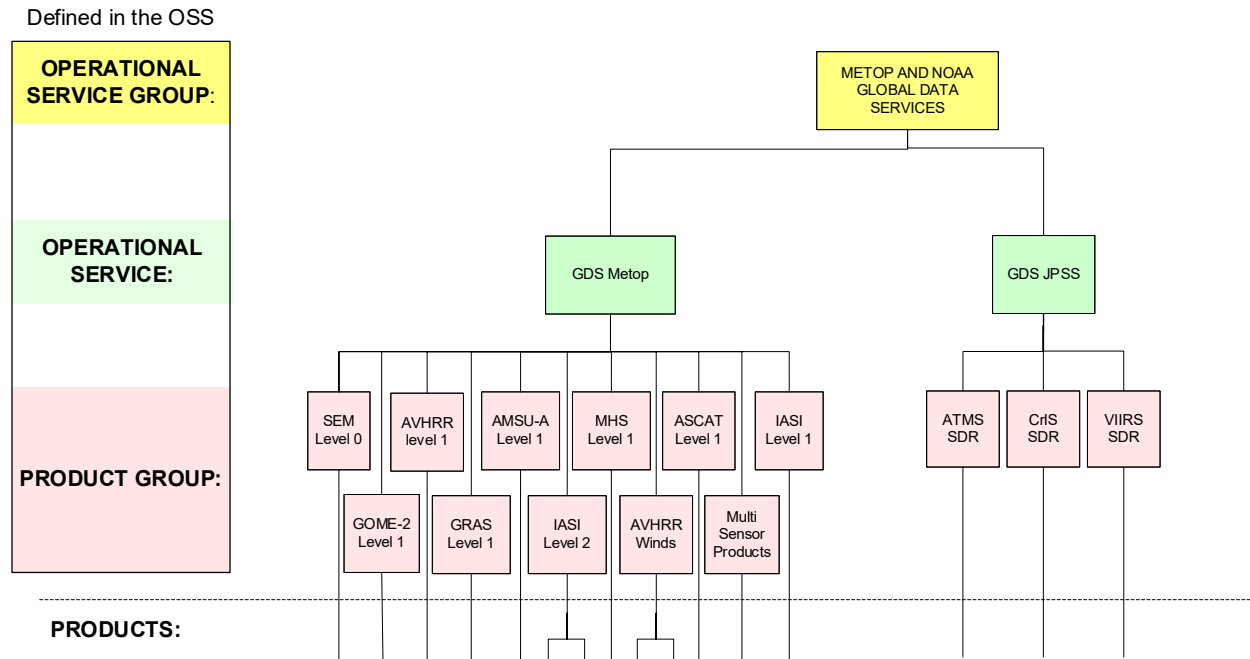 Defined in the OSS
OPERATIONAL
SERVICE GROUP:
METOP AND NOAA
GLOBAL DATA
SERVICES
OPERATIONAL
SERVICE:
GDS Metop
GDS JPSS
PRODUCT GROUP:
SEM
Level 0
AVHRR
level 1
AMSU-A
Level 1
MHS
Level 1
ASCAT
Level 1
IASI
Level 1
ATMS
SDR
CrIS
SDR
VIIRS
SDR
GOME-2
Level 1
GRAS
Level 1
IASI
Level 2
AVHRR
Winds
Multi
Sensor
Products
PRODUCTS: